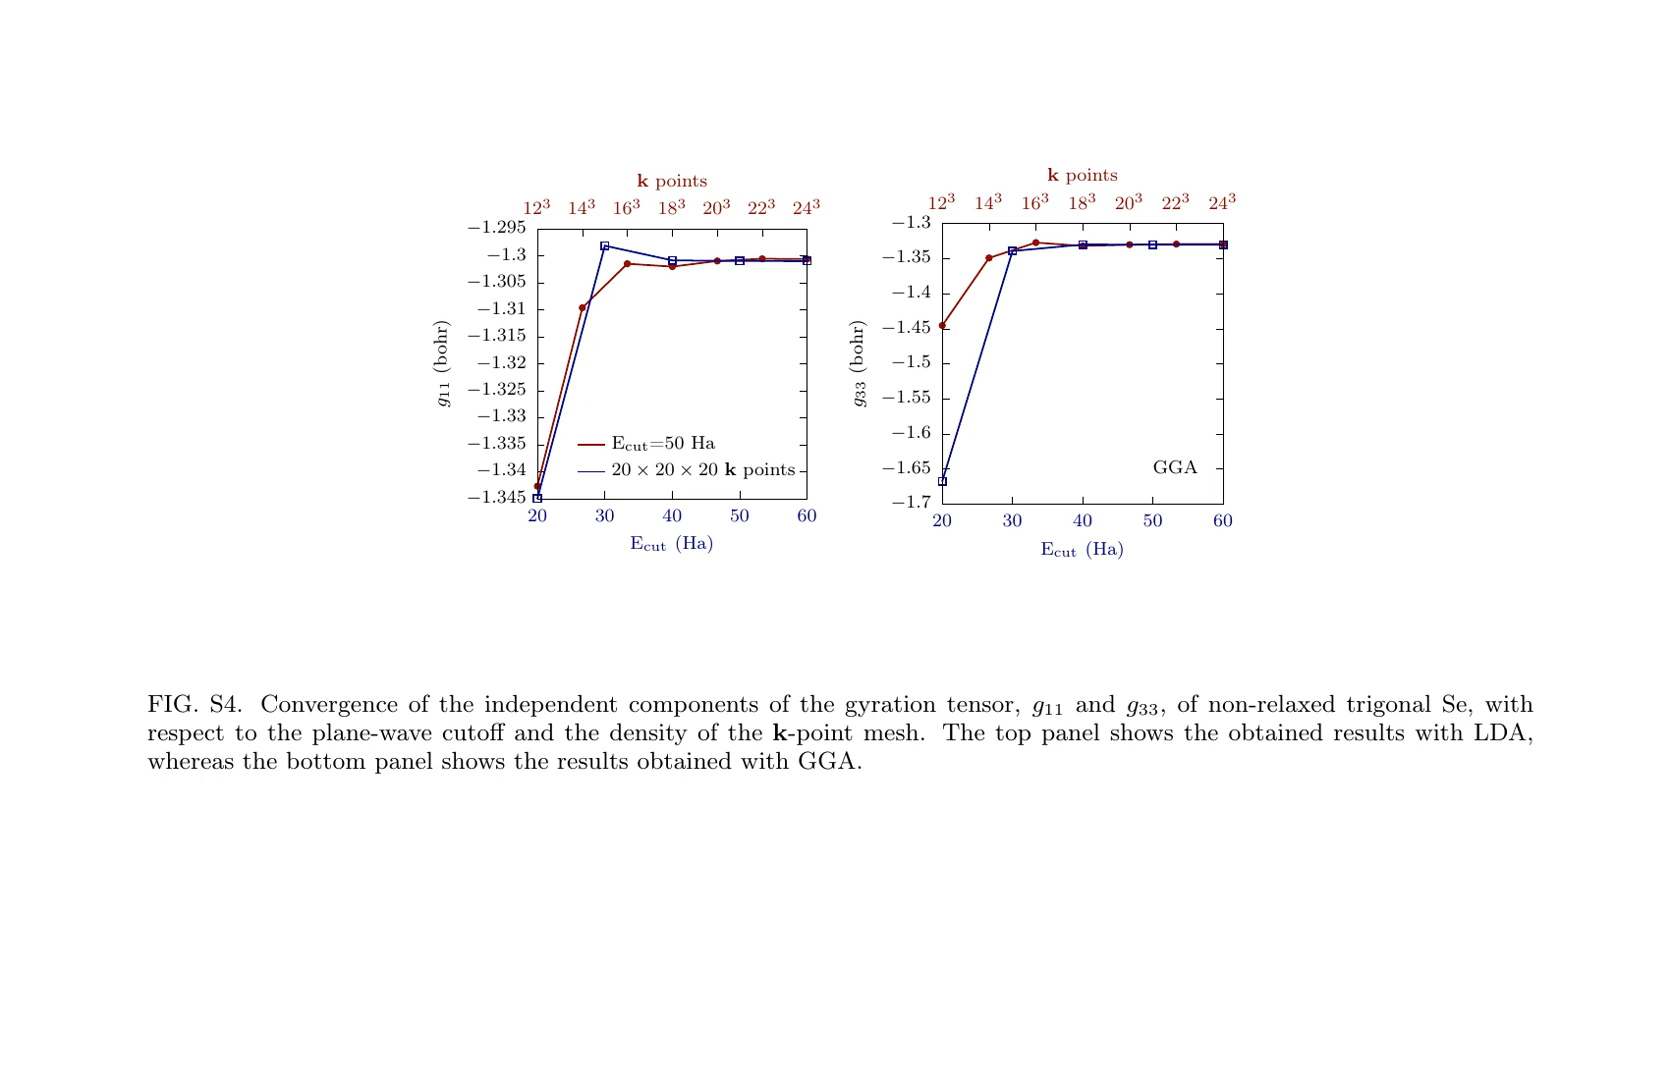 k points
12³ 14³ 16³ 18³ 20³ 22³ 24³
−1.295
−1.3
−1.305
−1.31
−1.315
−1.32
−1.325
−1.33
−1.335
−1.34
−1.345
g₁₁ (bohr)
E_cut=50 Ha
20 × 20 × 20 k points
20 30 40 50 60
E_cut (Ha)
k points
12³ 14³ 16³ 18³ 20³ 22³ 24³
−1.3
−1.35
−1.4
−1.45
−1.5
−1.55
−1.6
−1.65
−1.7
g₃₃ (bohr)
GGA
20 30 40 50 60
E_cut (Ha)
FIG. S4. Convergence of the independent components of the gyration tensor, g₁₁ and g₃₃, of non-relaxed trigonal Se, with
respect to the plane-wave cutoff and the density of the k-point mesh. The top panel shows the obtained results with LDA,
whereas the bottom panel shows the results obtained with GGA.